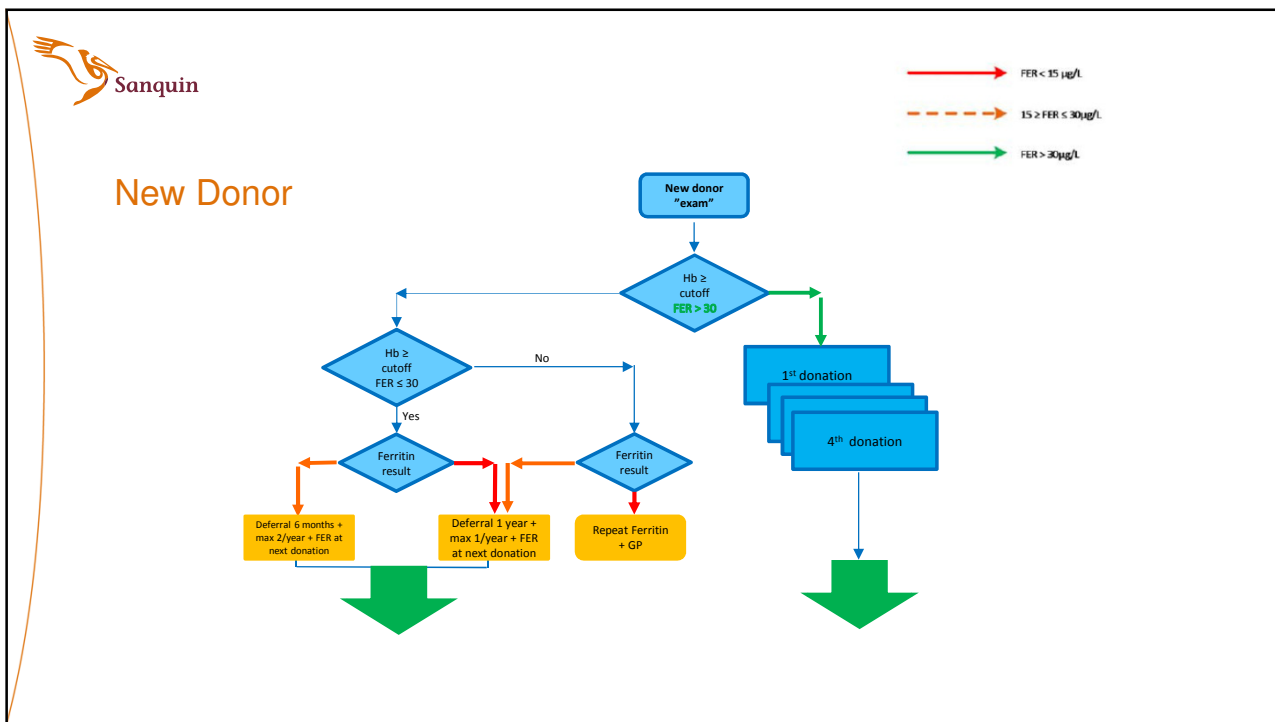 Sanquin
FER < 15 µg/L
15 ≥ FER ≤ 30µg/L
FER > 30µg/L
New Donor
New donor
"exam"
Hb ≥
cutoff
FER > 30
Hb ≥
cutoff
FER ≤ 30
No
Yes
1st donation
4th donation
Ferritin
result
Ferritin
result
Deferral 6 months +
max 2/year + FER at
next donation
Deferral 1 year +
max 1/year + FER
at next donation
Repeat Ferritin
+ GP